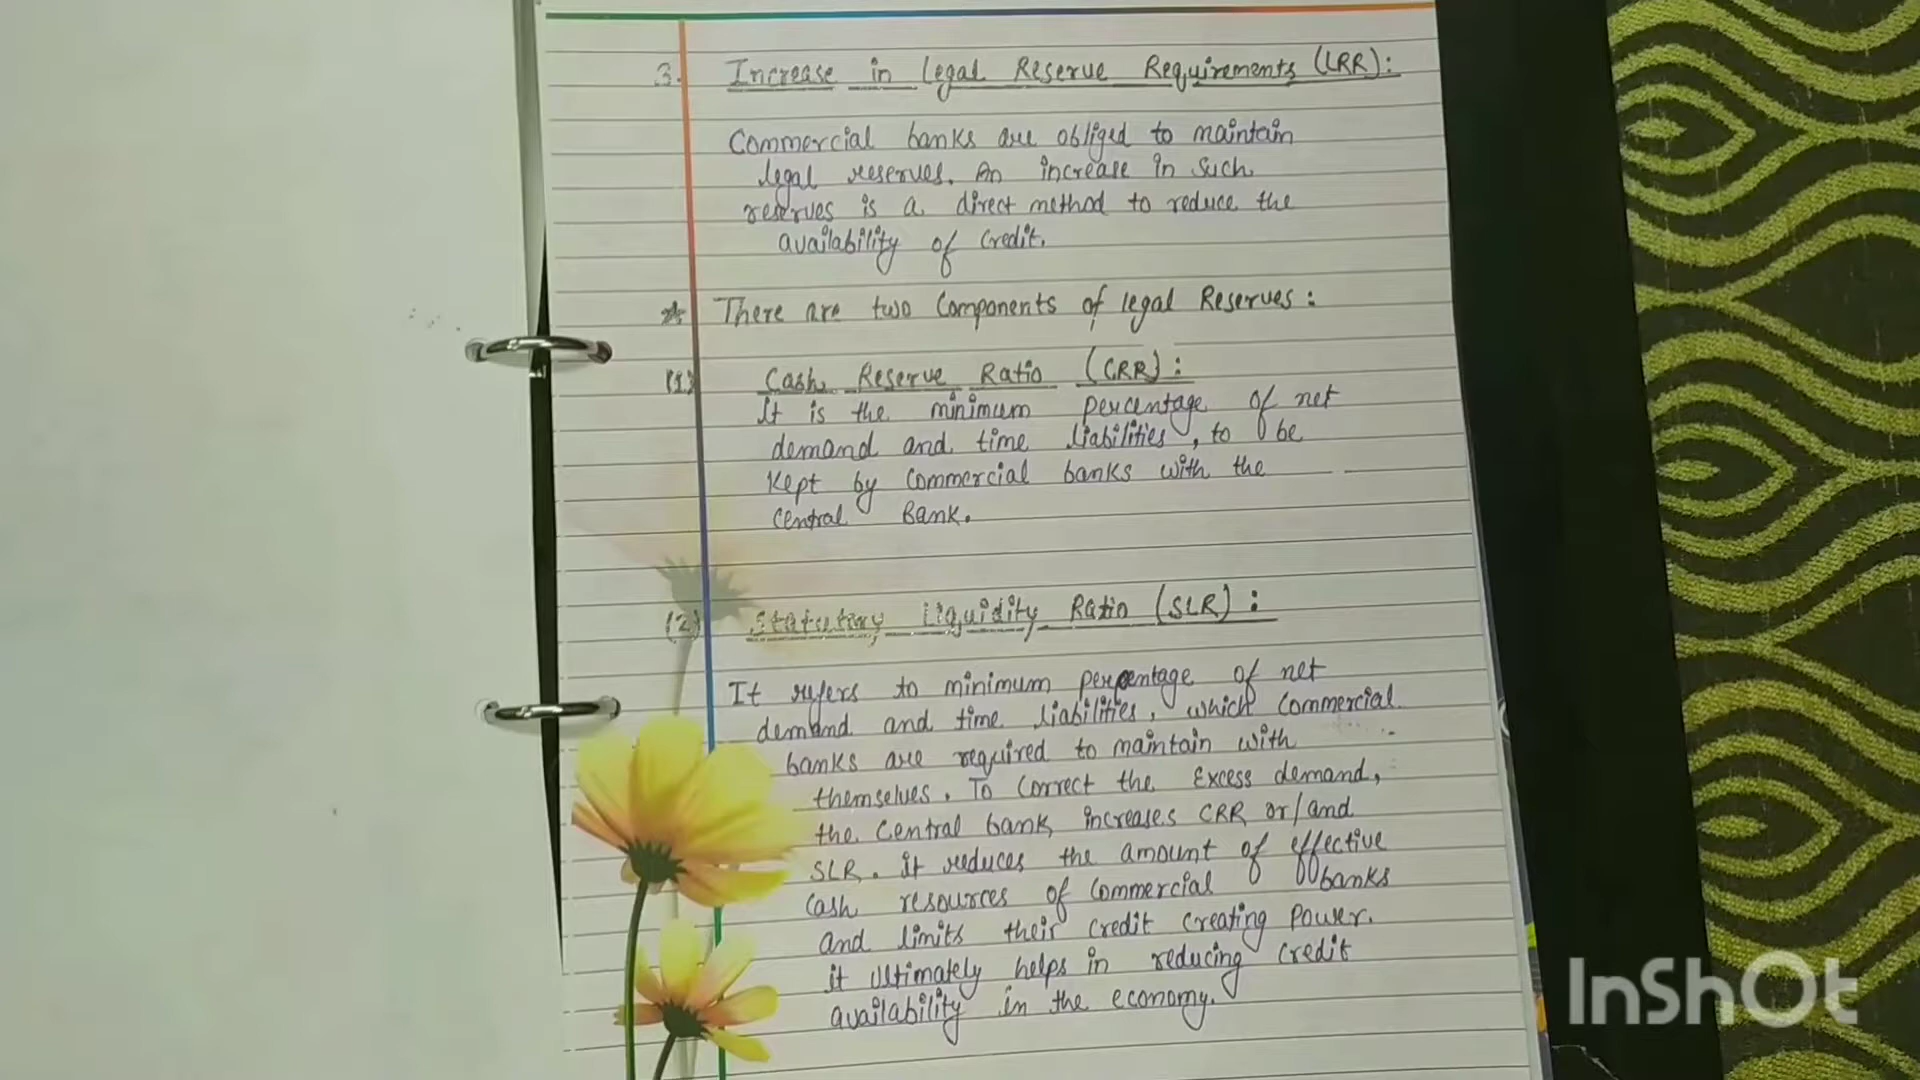 3. Increase in Legal Reserve Requirements (LRR):
Commercial banks are obliged to maintain
legal reserves. An increase in such
reserves is a direct method to reduce the
availability of credit.
* There are two Components of legal Reserves:
(1) Cash Reserve Ratio (CRR):
It is the minimum percentage of net
demand and time liabilities, to be
kept by commercial banks with the
central Bank.
(2) Statutory Liquidity Ratio (SLR):
It refers to minimum percentage of net
demand and time liabilities, which commercial
banks are required to maintain with
themselves. To correct the Excess demand,
the central bank increases CRR or/and
SLR. it reduces the amount of effective
cash resources of commercial banks
and limits their credit creating power.
it ultimately helps in reducing credit
availability in the economy.
InShOt